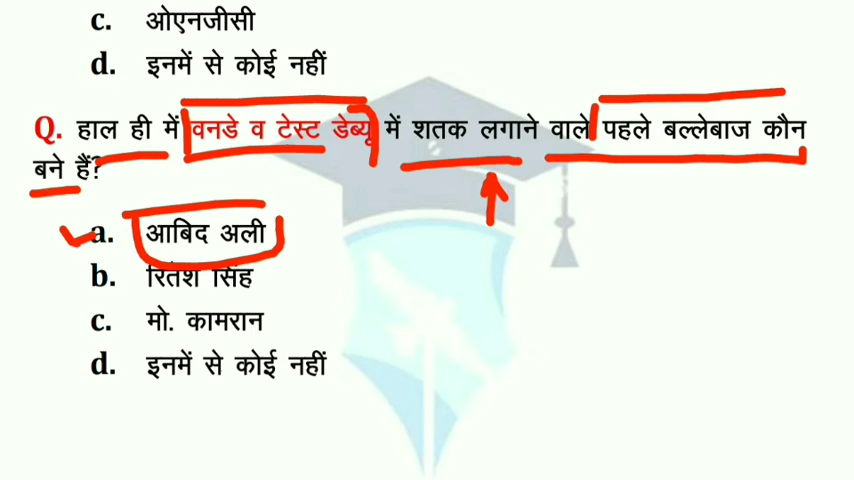 c. ओएनजीसी
d. इनमें से कोई नहीं
Q. हाल ही में वनडे व टेस्ट डेब्यू में शतक लगाने वाले पहले बल्लेबाज कौन
बने हैं?
a. आबिद अली
b. रितेश सिंह
c. मो. कामरान
d. इनमें से कोई नहीं